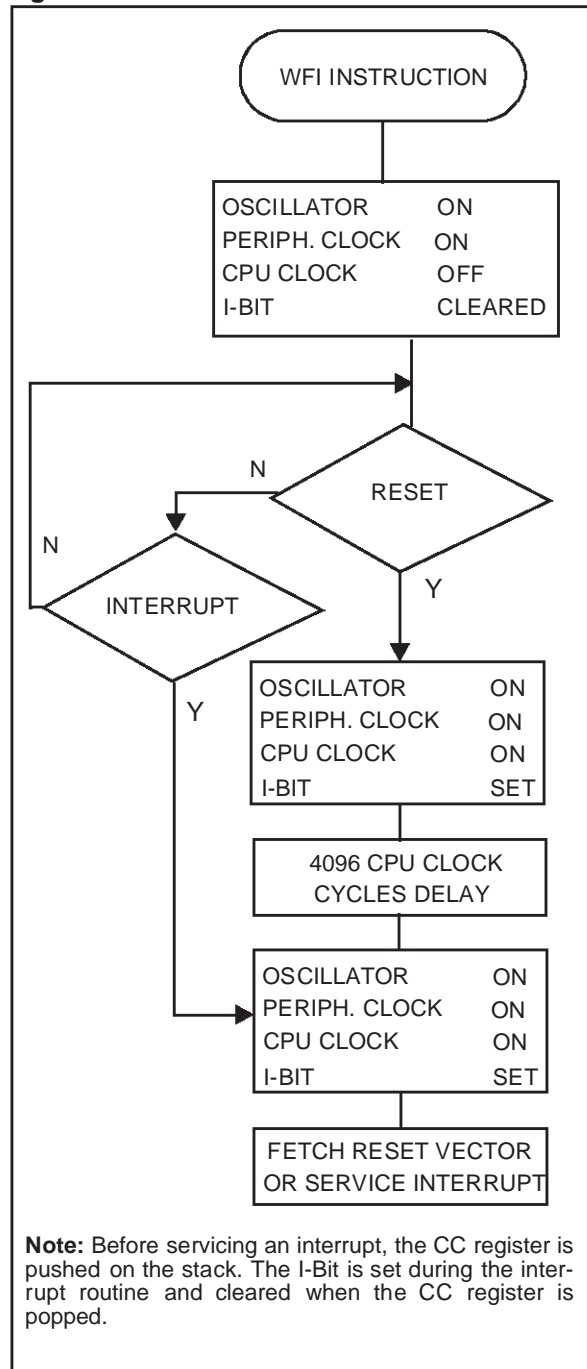 WFI INSTRUCTION
OSCILLATOR ON
PERIPH. CLOCK ON
CPU CLOCK OFF
I-BIT CLEARED
N
RESET
N
INTERRUPT
Y
Y
OSCILLATOR ON
PERIPH. CLOCK ON
CPU CLOCK ON
I-BIT SET
4096 CPU CLOCK
CYCLES DELAY
OSCILLATOR ON
PERIPH. CLOCK ON
CPU CLOCK ON
I-BIT SET
FETCH RESET VECTOR
OR SERVICE INTERRUPT
Note: Before servicing an interrupt, the CC register is
pushed on the stack. The I-Bit is set during the inter-
rupt routine and cleared when the CC register is
popped.